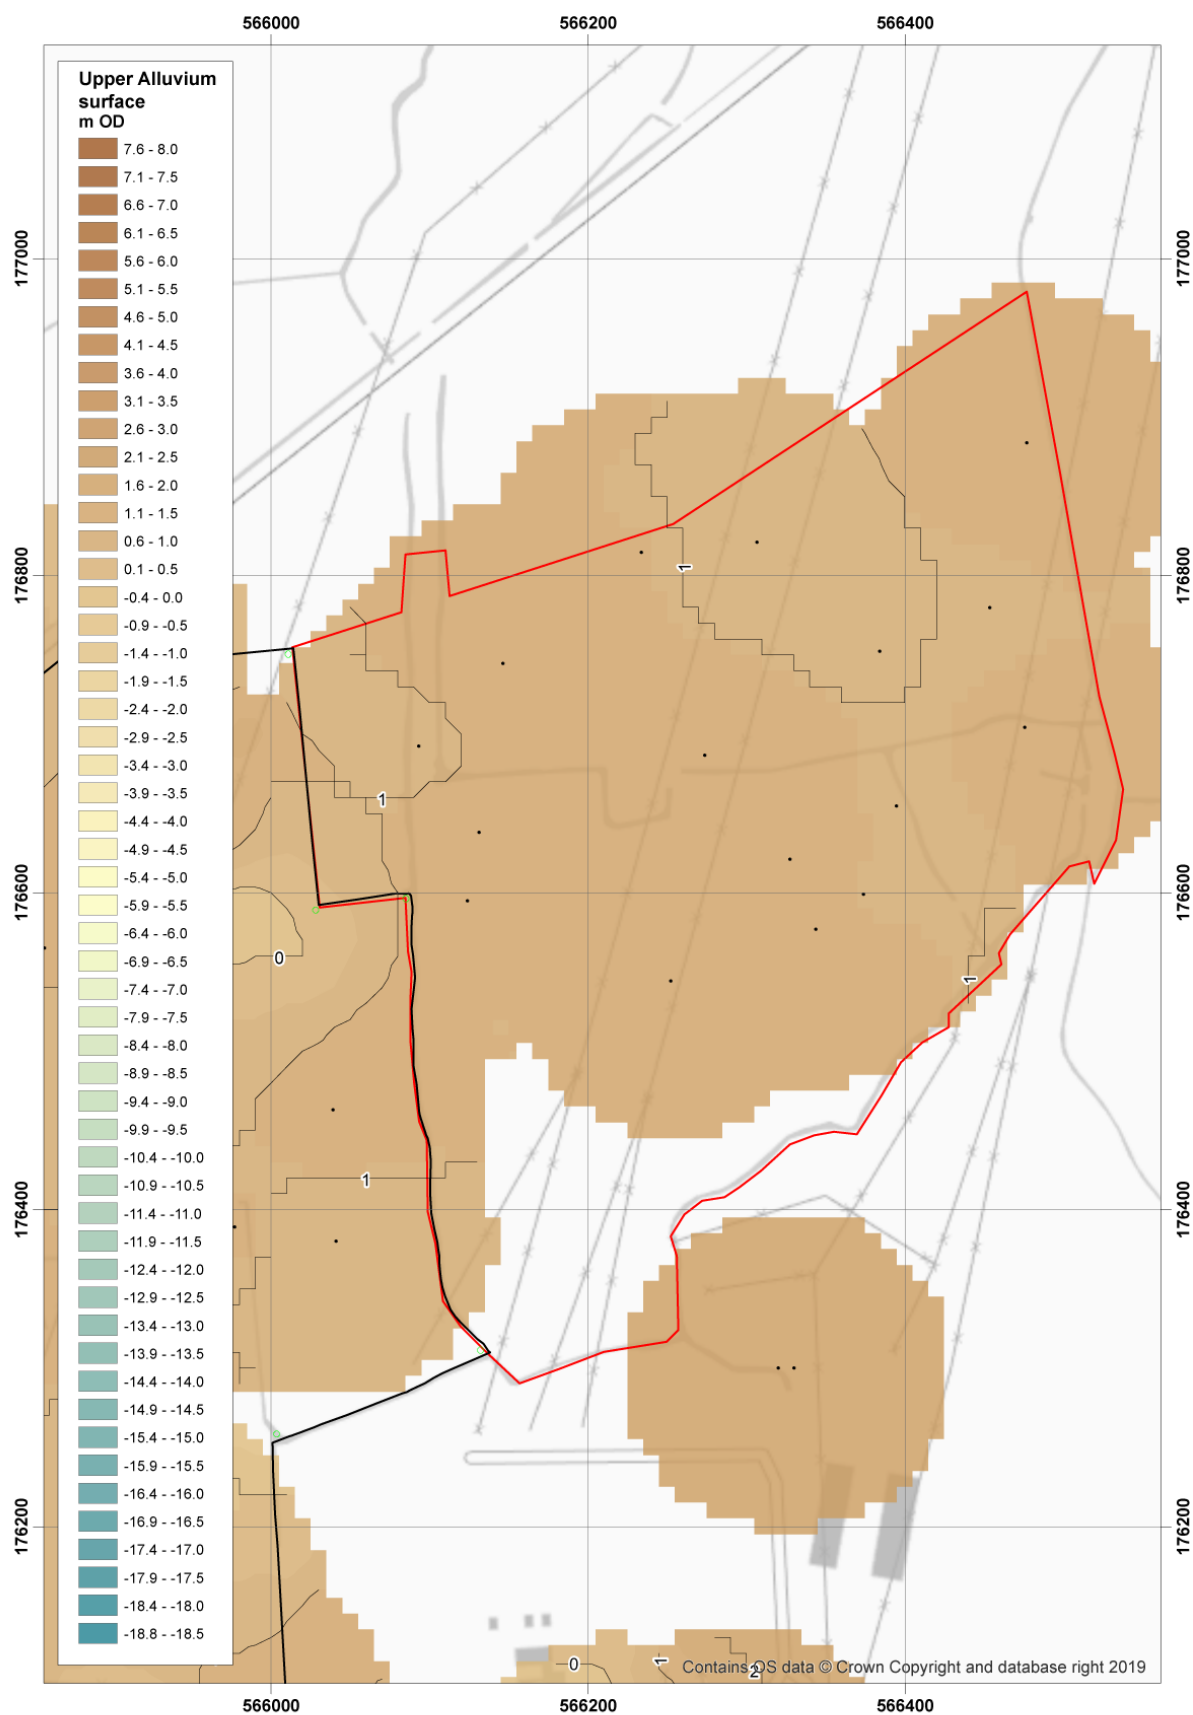 566000 566200 566400
Upper Alluvium
surface
m OD
7.6 - 8.0
7.1 - 7.5
6.6 - 7.0
6.1 - 6.5
5.6 - 6.0
5.1 - 5.5
4.6 - 5.0
4.1 - 4.5
3.6 - 4.0
3.1 - 3.5
2.6 - 3.0
2.1 - 2.5
1.6 - 2.0
1.1 - 1.5
0.6 - 1.0
0.1 - 0.5
-0.4 - 0.0
-0.9 - -0.5
-1.4 - -1.0
-1.9 - -1.5
-2.4 - -2.0
-2.9 - -2.5
-3.4 - -3.0
-3.9 - -3.5
-4.4 - -4.0
-4.9 - -4.5
-5.4 - -5.0
-5.9 - -5.5
-6.4 - -6.0
-6.9 - -6.5
-7.4 - -7.0
-7.9 - -7.5
-8.4 - -8.0
-8.9 - -8.5
-9.4 - -9.0
-9.9 - -9.5
-10.4 - -10.0
-10.9 - -10.5
-11.4 - -11.0
-11.9 - -11.5
-12.4 - -12.0
-12.9 - -12.5
-13.4 - -13.0
-13.9 - -13.5
-14.4 - -14.0
-14.9 - -14.5
-15.4 - -15.0
-15.9 - -15.5
-16.4 - -16.0
-16.9 - -16.5
-17.4 - -17.0
-17.9 - -17.5
-18.4 - -18.0
-18.8 - -18.5
177000
176800
176600
176400
176200
1
1
0
1
1
0
1
2
Contains OS data © Crown Copyright and database right 2019
177000
176800
176600
176400
176200
566000 566200 566400